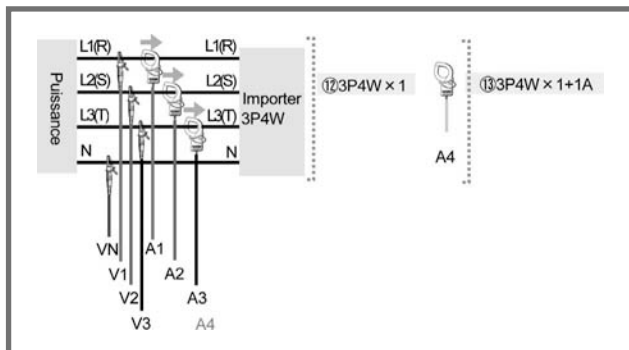 Puissance
L1(R) L1(R)
L2(S) L2(S)
L3(T) L3(T)
N N
Importer
3P4W
⑫3P4W × 1
⑬3P4W × 1+1A
A4
VN A1
V1 A2
V2 A3
V3 A4